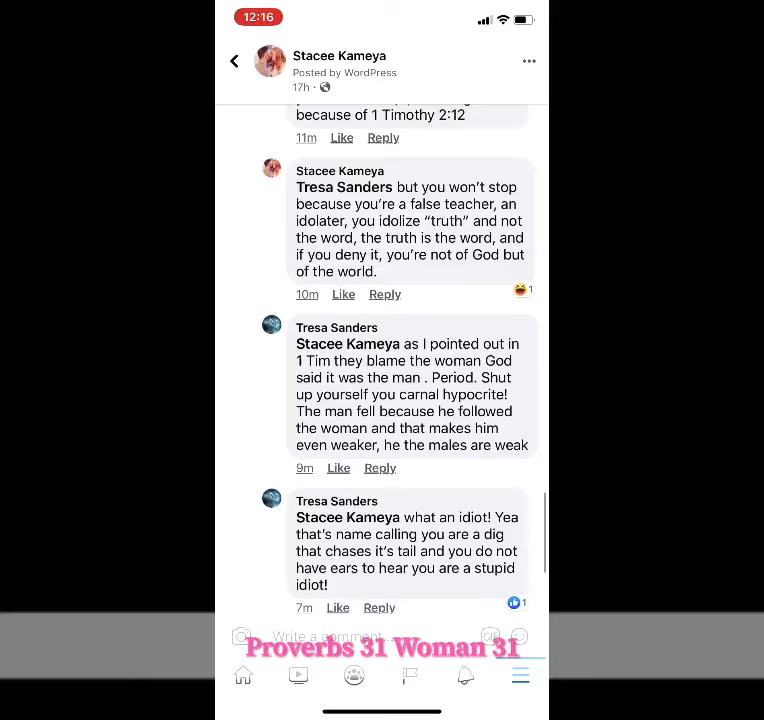 12:16
Stacee Kameya
Posted by WordPress
17h ·
because of 1 Timothy 2:12
11m Like Reply
Stacee Kameya
Tresa Sanders but you won't stop
because you're a false teacher, an
idolater, you idolize “truth” and not
the word, the truth is the word, and
if you deny it, you're not of God but
of the world.
10m Like Reply
1
Tresa Sanders
Stacee Kameya as I pointed out in
1 Tim they blame the woman God
said it was the man . Period. Shut
up yourself you carnal hypocrite!
The man fell because he followed
the woman and that makes him
even weaker, he the males are weak
9m Like Reply
Tresa Sanders
Stacee Kameya what an idiot! Yea
that's name calling you are a dig
that chases it's tail and you do not
have ears to hear you are a stupid
idiot!
7m Like Reply
1
Write a comment...
GIF
Proverbs 31 Woman 31